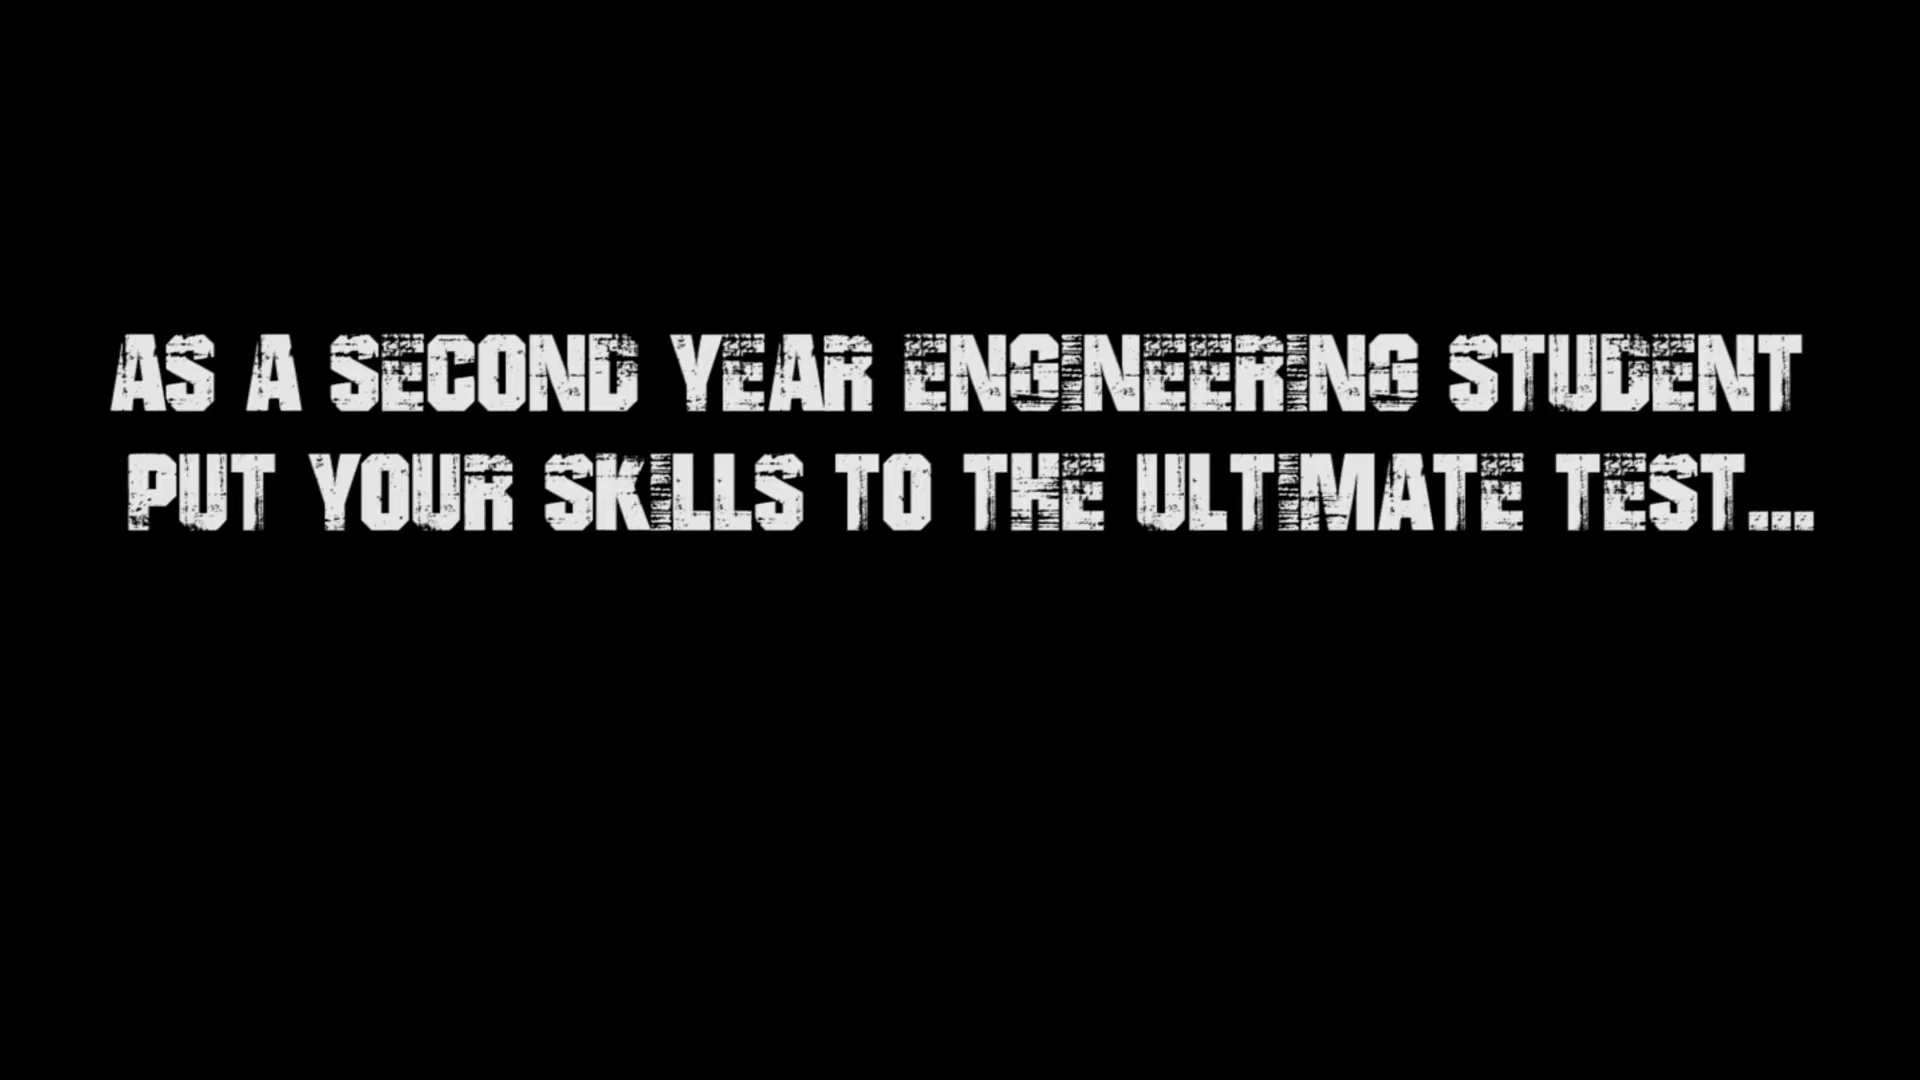 AS A SECOND YEAR ENGINEERING STUDENT
PUT YOUR SKILLS TO THE ULTIMATE TEST...